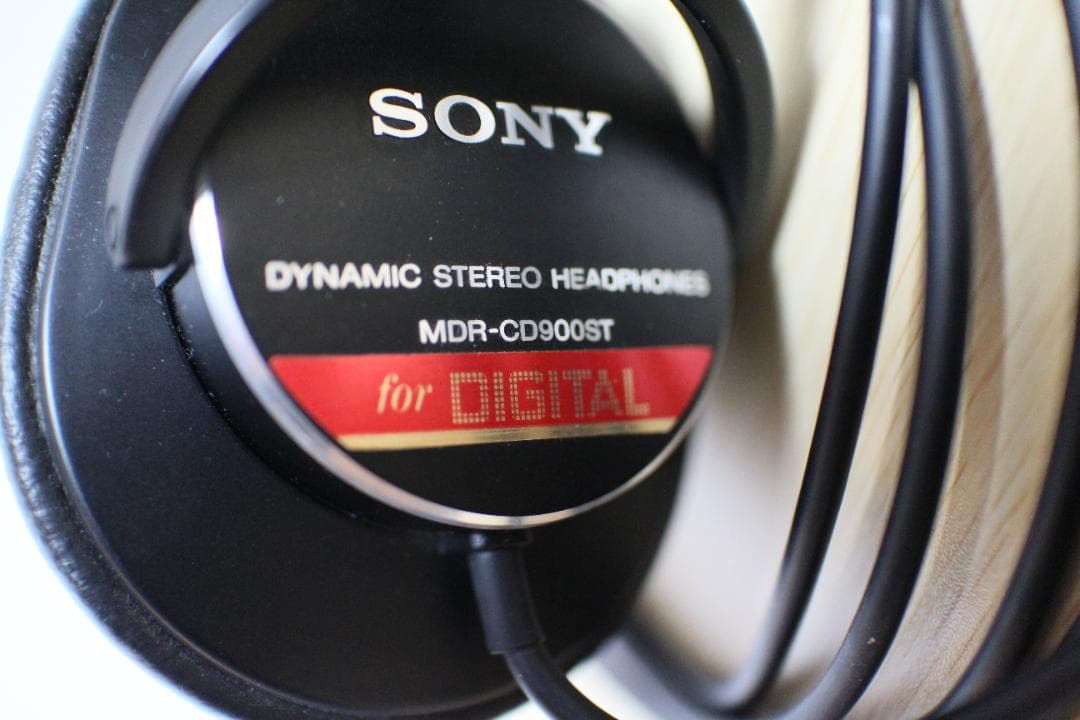 SONY
DYNAMIC STEREO HEADPHONES
MDR-CD900ST
for DIGITAL